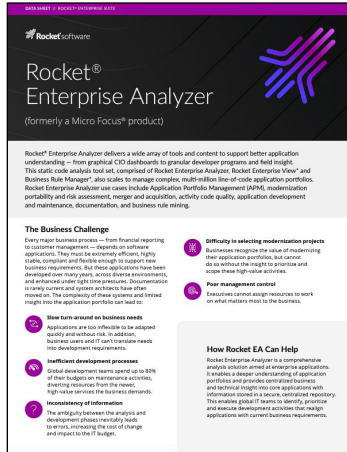 DATA SHEET // ROCKET® ENTERPRISE SUITE
Rocket software
Rocket®
Enterprise Analyzer
(formerly a Micro Focus® product)
Rocket® Enterprise Analyzer delivers a wide array of tools and content to support better application
understanding — from graphical CIO dashboards to granular developer programs and field insight.
This static code analysis tool set, comprised of Rocket Enterprise Analyzer, Rocket Enterprise View® and
Business Rule Manager®, also scales to manage complex, multi-million line-of-code application portfolios.
Rocket Enterprise Analyzer use cases include Application Portfolio Management (APM), modernization
portability and risk assessment, merger and acquisition, activity code quality, application development
and maintenance, documentation, and business rule mining.
The Business Challenge
Every major business process — from financial reporting
to customer management — depends on software
applications. They must be extremely efficient, highly
stable, compliant and flexible enough to support new
business requirements. But these applications have been
developed over many years, across diverse environments,
and enhanced under tight time pressures. Documentation
is rarely current and system architects have often
moved on. The complexity of these systems and limited
insight into the application portfolio can lead to:
Slow turn-around on business needs
Applications are too inflexible to be adapted
quickly and without risk. In addition,
business users and IT can't translate needs
into development requirements.
Inefficient development processes
Global development teams spend up to 80%
of their budgets on maintenance activities,
diverting resources from the newer,
high-value services the business demands.
Inconsistency of information
The ambiguity between the analysis and
development phases inevitably leads
to errors, increasing the cost of change
and impact to the IT budget.
Difficulty in selecting modernization projects
Businesses recognize the value of modernizing
their application portfolios, but cannot
do so without the insight to prioritize and
scope these high-value activities.
Poor management control
Executives cannot assign resources to work
on what matters most to the business.
How Rocket EA Can Help
Rocket Enterprise Analyzer is a comprehensive
analysis solution aimed at enterprise applications.
It enables a deeper understanding of application
portfolios and provides centralized business
and technical insight into core applications with
information stored in a secure, centralized repository.
This enables global IT teams to identify, prioritize
and execute development activities that realign
applications with current business requirements.